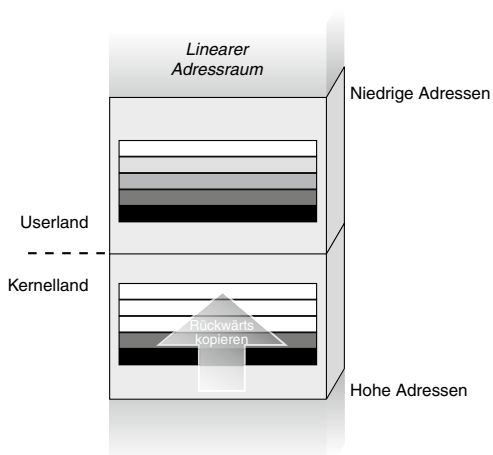 Linearer
Adressraum
Niedrige Adressen
Userland
Kernelland
Rückwärts
kopieren
Hohe Adressen